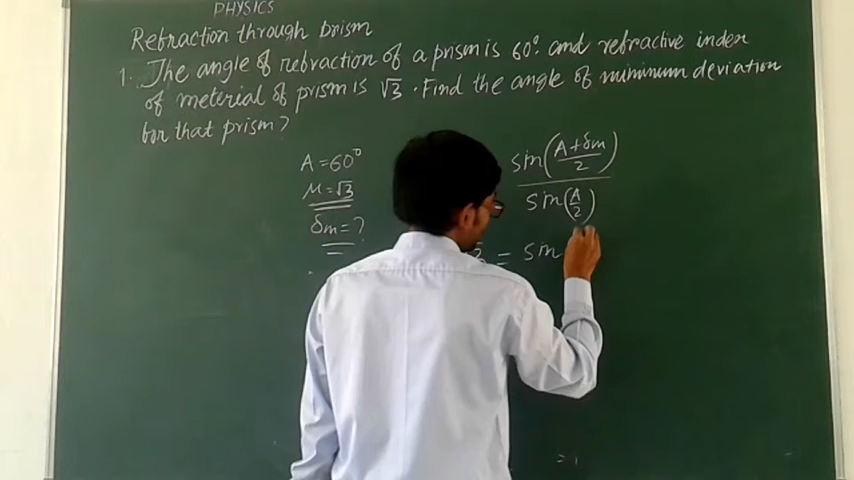 PHYSICS
Refraction through prism
1. The angle of refraction of a prism is 60°. and refractive index
of meterial of prism is √3. Find the angle of minimum deviation
for that prism?
A = 60°
μ = √3
δm = ?
sin(A + δm / 2)
sin(A / 2)
= sin
= 1